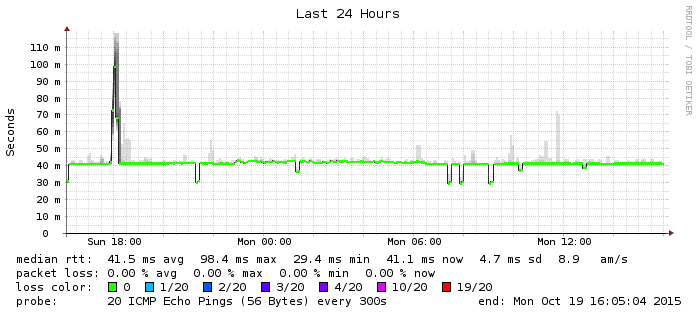 Last 24 Hours
RRDTOOL / TOBI OETIKER
Seconds
110 m
100 m
90 m
80 m
70 m
60 m
50 m
40 m
30 m
20 m
10 m
0
Sun 18:00 Mon 00:00 Mon 06:00 Mon 12:00
median rtt: 41.5 ms avg 98.4 ms max 29.4 ms min 41.1 ms now 4.7 ms sd 8.9 am/s
packet loss: 0.00 % avg 0.00 % max 0.00 % min 0.00 % now
loss color: 0 1/20 2/20 3/20 4/20 10/20 19/20
probe: 20 ICMP Echo Pings (56 Bytes) every 300s end: Mon Oct 19 16:05:04 2015